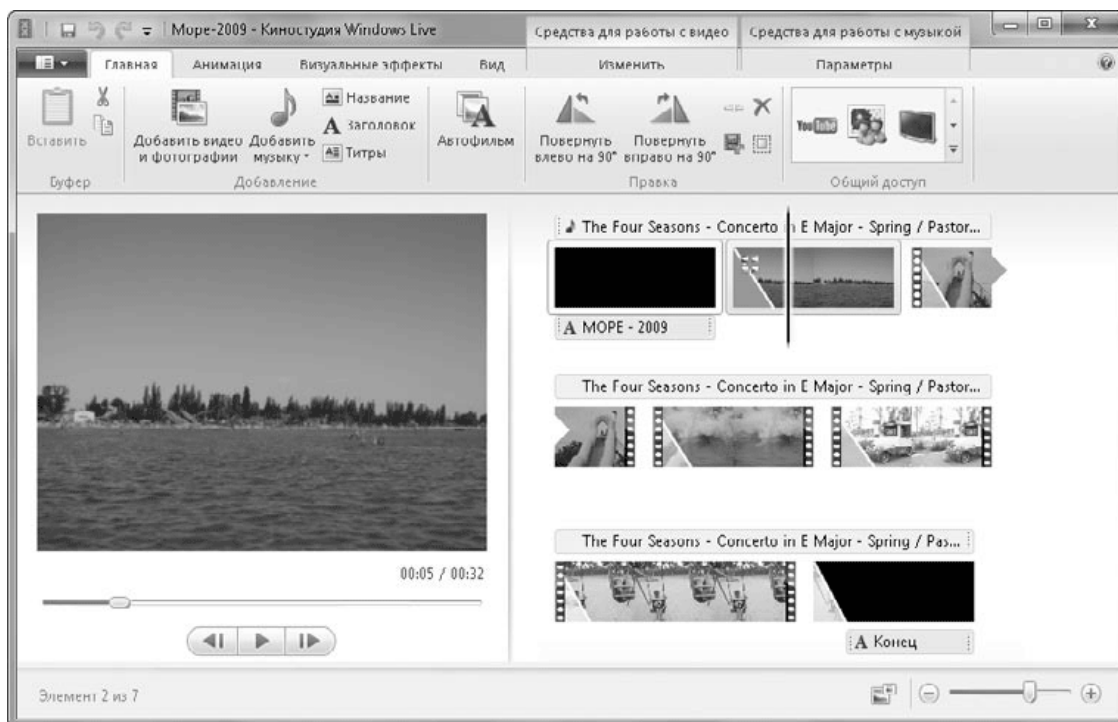 Море-2009 - Киностудия Windows Live
Средства для работы с видео
Средства для работы с музыкой
Главная
Анимация
Визуальные эффекты
Вид
Изменить
Параметры
Вставить
Буфер
Добавить видео и фотографии
Добавить музыку
Название
Заголовок
Титры
Добавление
Автофильм
Повернуть влево на 90°
Повернуть вправо на 90°
Правка
YouTube
Общий доступ
The Four Seasons - Concerto in E Major - Spring / Pastor...
МОРЕ - 2009
The Four Seasons - Concerto in E Major - Spring / Pastor...
The Four Seasons - Concerto in E Major - Spring / Pas...
Конец
00:05 / 00:32
Элемент 2 из 7